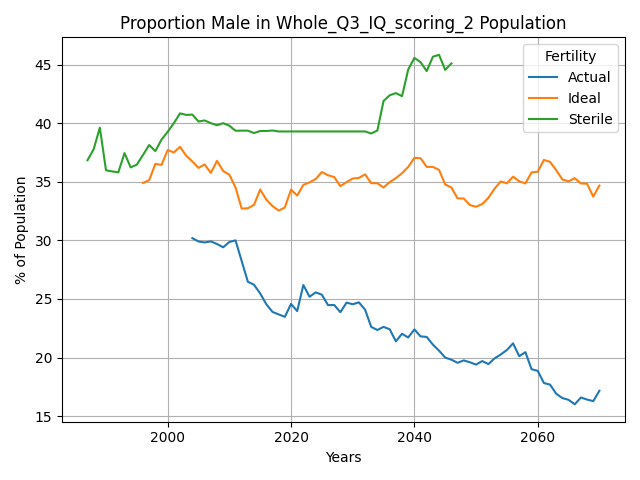 Proportion Male in Whole_Q3_IQ_scoring_2 Population
Fertility
Actual
Ideal
Sterile
% of Population
45
40
35
30
25
20
15
2000
2020
2040
2060
Years